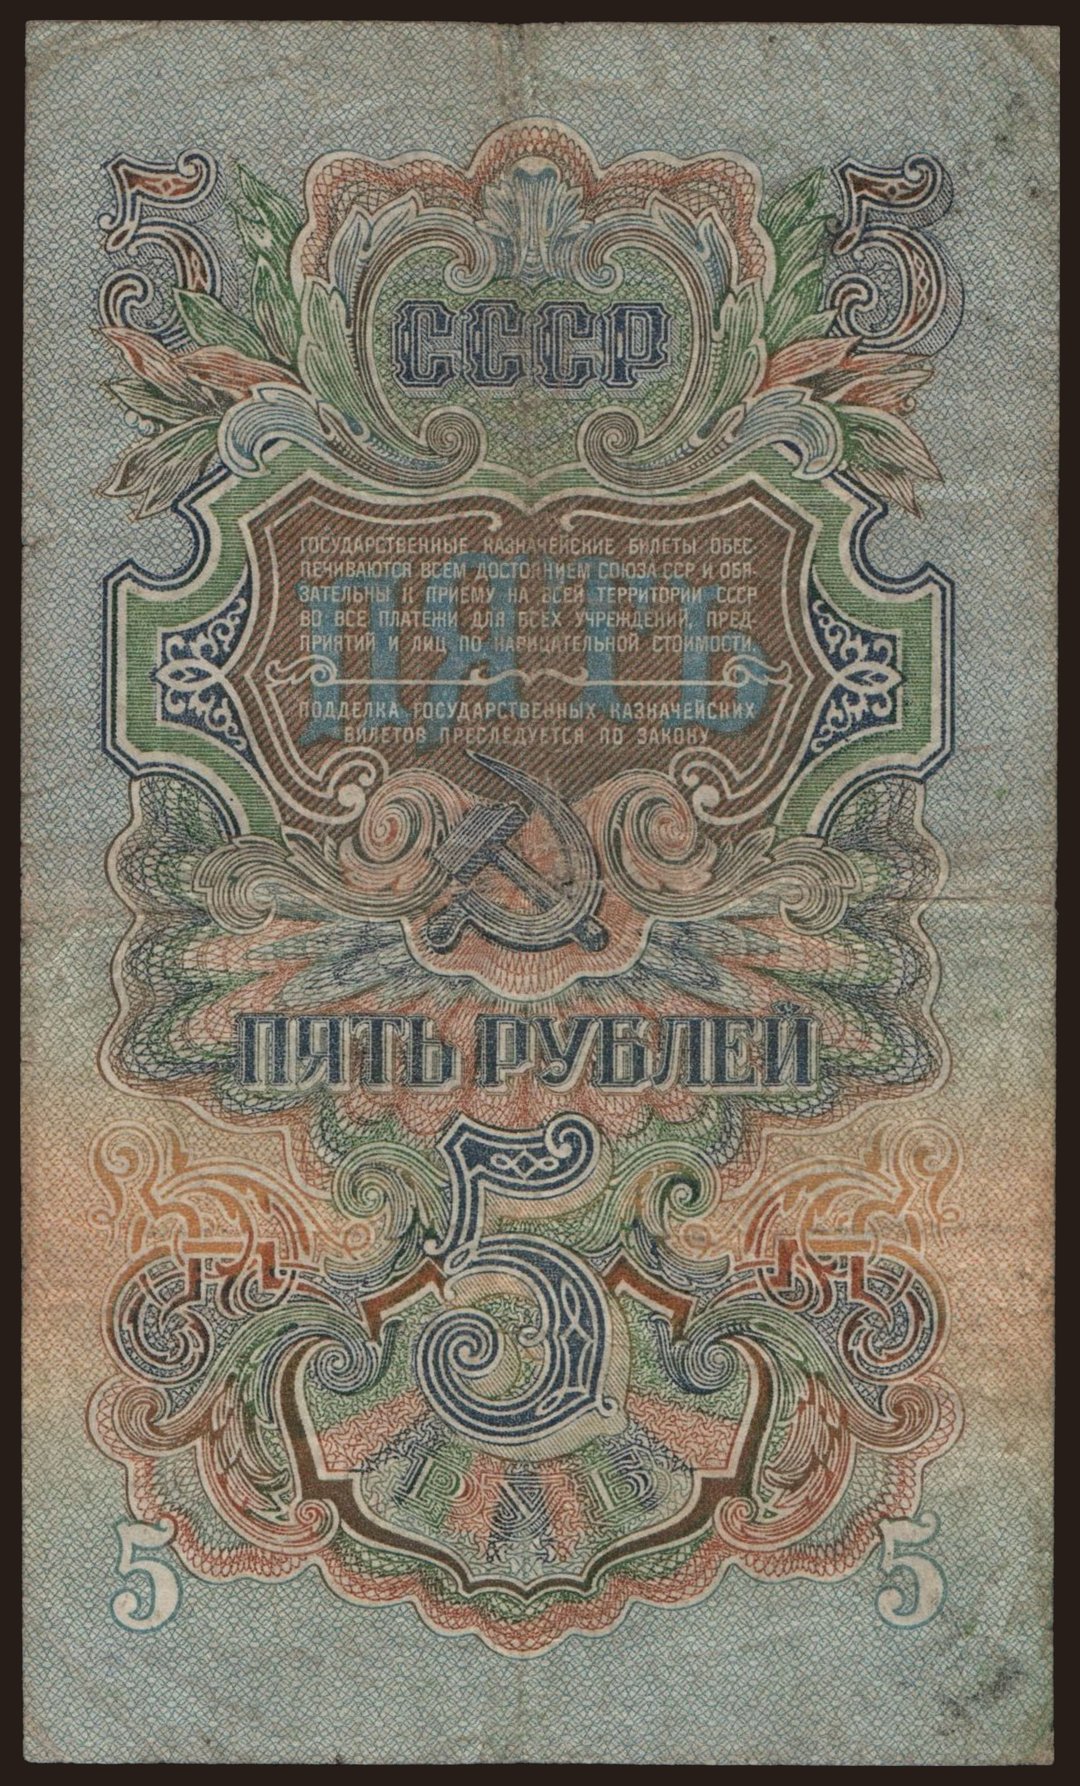 5 5
СССР
ГОСУДАРСТВЕННЫЕ КАЗНАЧЕЙСКИЕ БИЛЕТЫ ОБЕС-
ПЕЧИВАЮТСЯ ВСЕМ ДОСТОЯНИЕМ СОЮЗА ССР И ОБЯ-
ЗАТЕЛЬНЫ К ПРИЕМУ НА ВСЕЙ ТЕРРИТОРИИ СССР
ВО ВСЕ ПЛАТЕЖИ ДЛЯ ВСЕХ УЧРЕЖДЕНИЙ, ПРЕД-
ПРИЯТИЙ И ЛИЦ ПО НАРИЦАТЕЛЬНОЙ СТОИМОСТИ.
ПЯТЬ
ПОДДЕЛКА ГОСУДАРСТВЕННЫХ КАЗНАЧЕЙСКИХ
БИЛЕТОВ ПРЕСЛЕДУЕТСЯ ПО ЗАКОНУ
ПЯТЬ РУБЛЕЙ
5
РУБ
5 5